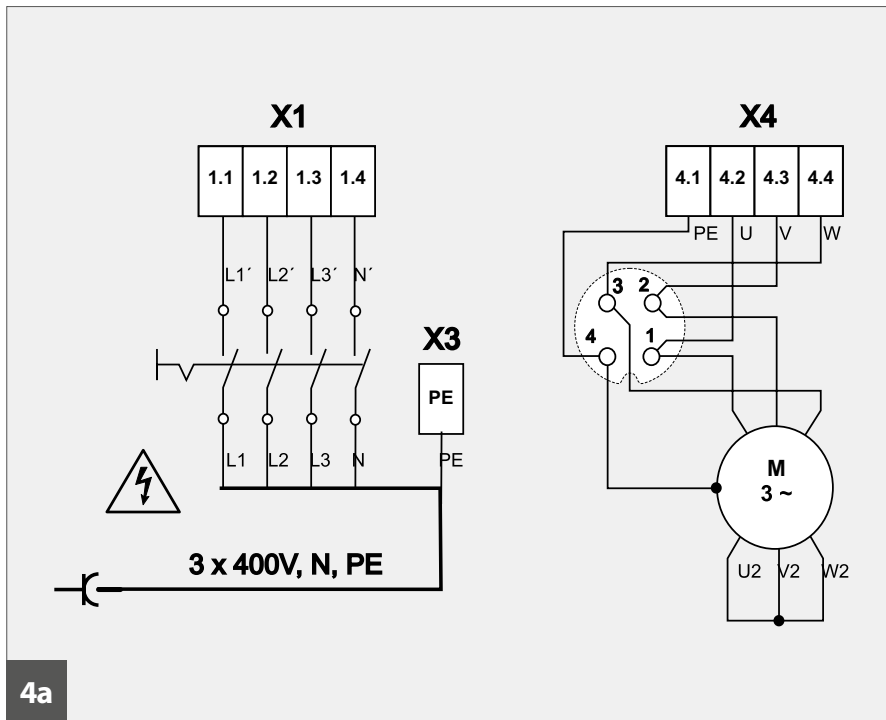 X1
X4
1.1 1.2 1.3 1.4
4.1 4.2 4.3 4.4
PE U V W
L1´ L2´ L3´ N´
3 2
4 1
X3
PE
L1 L2 L3 N PE
M
3 ~
3 x 400V, N, PE
U2 V2 W2
4a